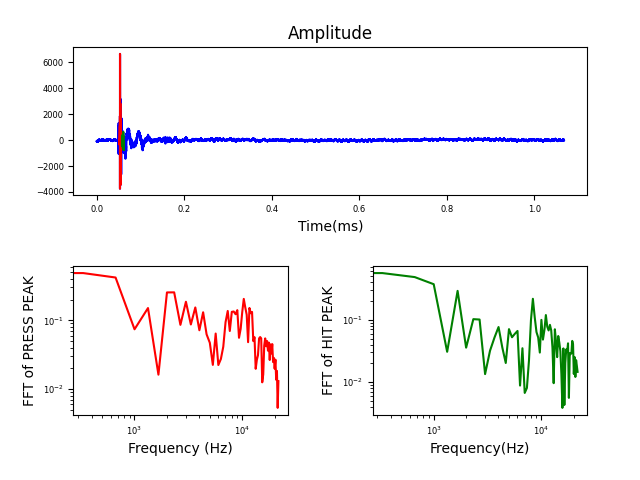 Amplitude
6000
4000
2000
0
−2000
−4000
0.0 0.2 0.4 0.6 0.8 1.0
Time(ms)
FFT of PRESS PEAK
10⁻¹
10⁻²
10³ 10⁴
Frequency (Hz)
FFT of HIT PEAK
10⁻¹
10⁻²
10³ 10⁴
Frequency(Hz)